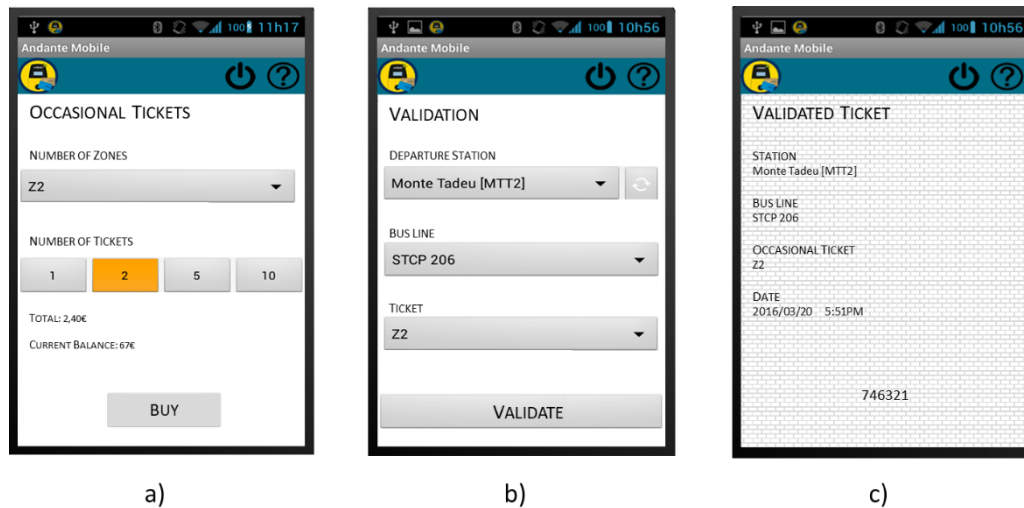 100 11h17
Andante Mobile
?
OCCASIONAL TICKETS
NUMBER OF ZONES
Z2
NUMBER OF TICKETS
1 2 5 10
TOTAL: 2,40€
CURRENT BALANCE: 67€
BUY
a)
100 10h56
Andante Mobile
?
VALIDATION
DEPARTURE STATION
Monte Tadeu [MTT2]
BUS LINE
STCP 206
TICKET
Z2
VALIDATE
b)
100 10h56
Andante Mobile
?
VALIDATED TICKET
STATION
Monte Tadeu [MTT2]
BUS LINE
STCP 206
OCCASIONAL TICKET
Z2
DATE
2016/03/20 5:51PM
746321
c)